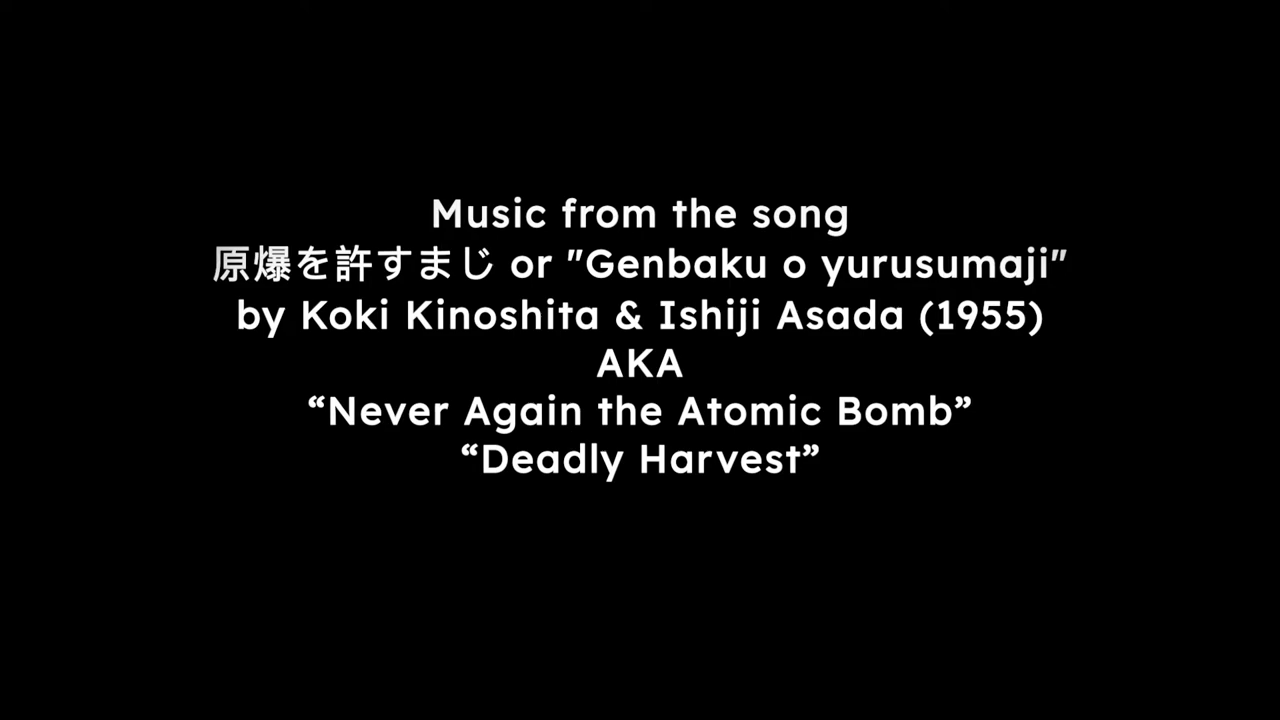 Music from the song
原爆を許すまじ or "Genbaku o yurusumaji"
by Koki Kinoshita & Ishiji Asada (1955)
AKA
“Never Again the Atomic Bomb”
“Deadly Harvest”